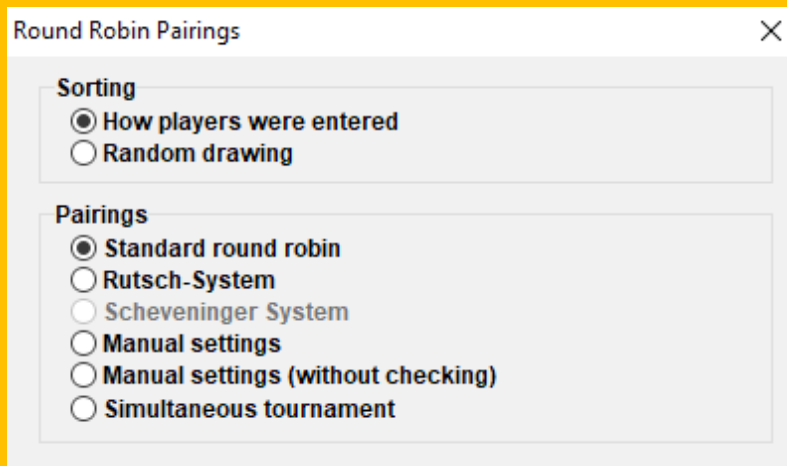 Round Robin Pairings
Sorting
How players were entered
Random drawing
Pairings
Standard round robin
Rutsch-System
Scheveninger System
Manual settings
Manual settings (without checking)
Simultaneous tournament